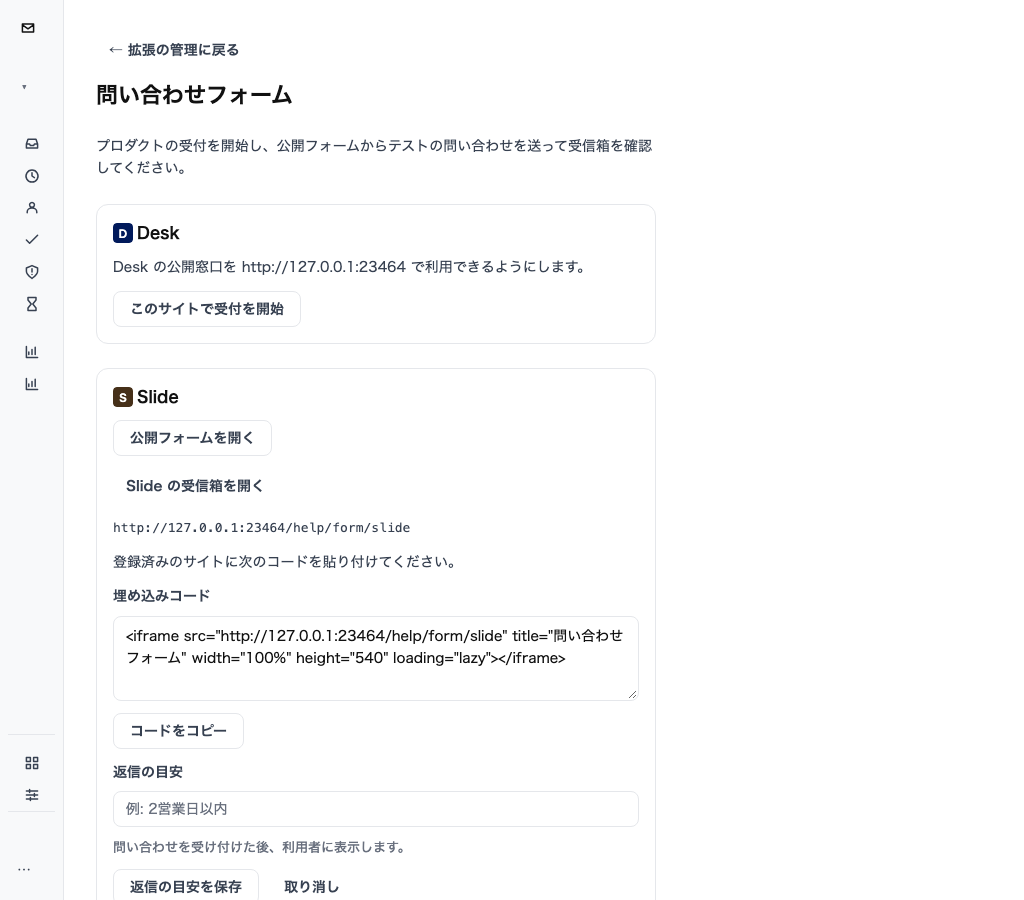 ← 拡張の管理に戻る
問い合わせフォーム
プロダクトの受付を開始し、公開フォームからテストの問い合わせを送って受信箱を確認
してください。
D Desk
Desk の公開窓口を http://127.0.0.1:23464 で利用できるようにします。
このサイトで受付を開始
S Slide
公開フォームを開く
Slide の受信箱を開く
http://127.0.0.1:23464/help/form/slide
登録済みのサイトに次のコードを貼り付けてください。
埋め込みコード
<iframe src="http://127.0.0.1:23464/help/form/slide" title="問い合わせ
フォーム" width="100%" height="540" loading="lazy"></iframe>
コードをコピー
返信の目安
例: 2営業日以内
問い合わせを受け付けた後、利用者に表示します。
返信の目安を保存 取り消し